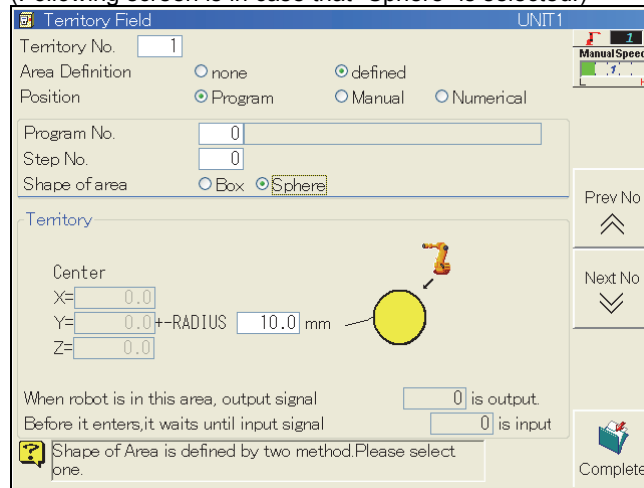 (Following screen is in case that "Sphere" is selected.)
Territory Field UNIT1
Territory No. 1
1
Manual Speed
1
Area Definition none defined
Position Program Manual Numerical
Program No. 0
Step No. 0
Shape of area Box Sphere
Prev No
Territory
Center
X= 0.0
Y= 0.0 +-RADIUS 10.0 mm
Z= 0.0
Next No
When robot is in this area, output signal 0 is output.
Before it enters,it waits until input signal 0 is input
Shape of Area is defined by two method.Please select
one.
Complete